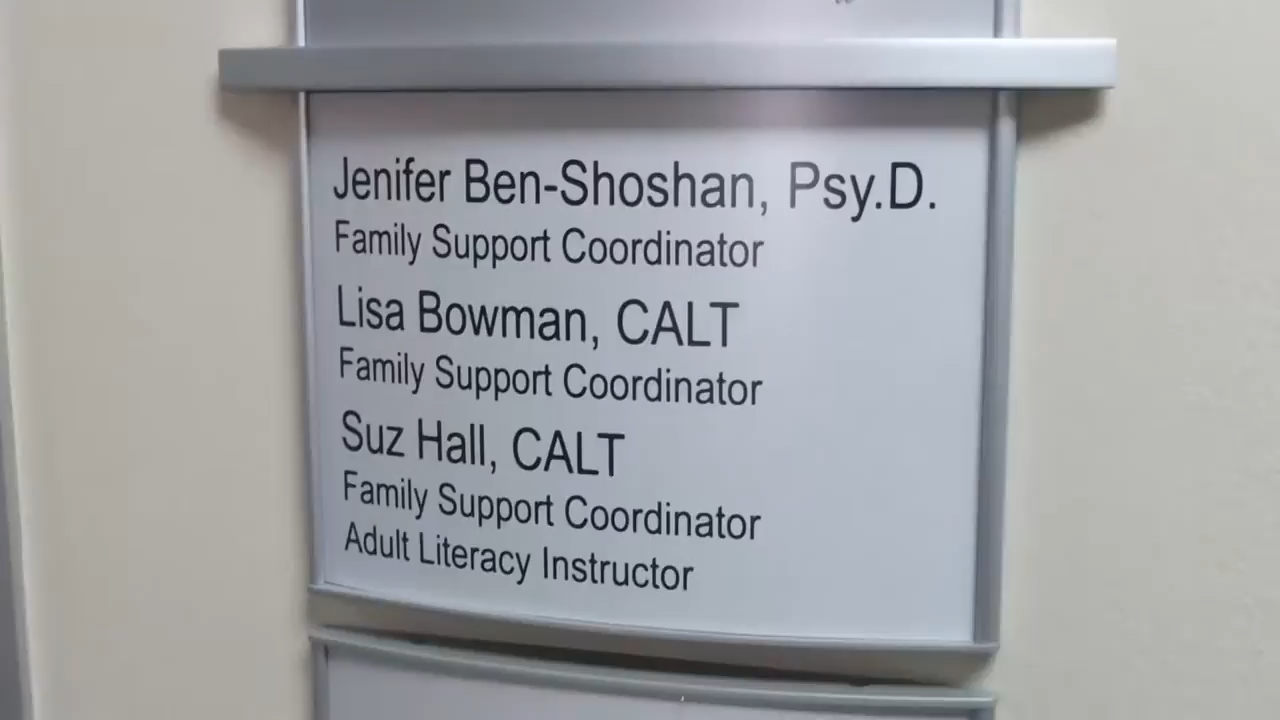 Jenifer Ben-Shoshan, Psy.D.
Family Support Coordinator
Lisa Bowman, CALT
Family Support Coordinator
Suz Hall, CALT
Family Support Coordinator
Adult Literacy Instructor